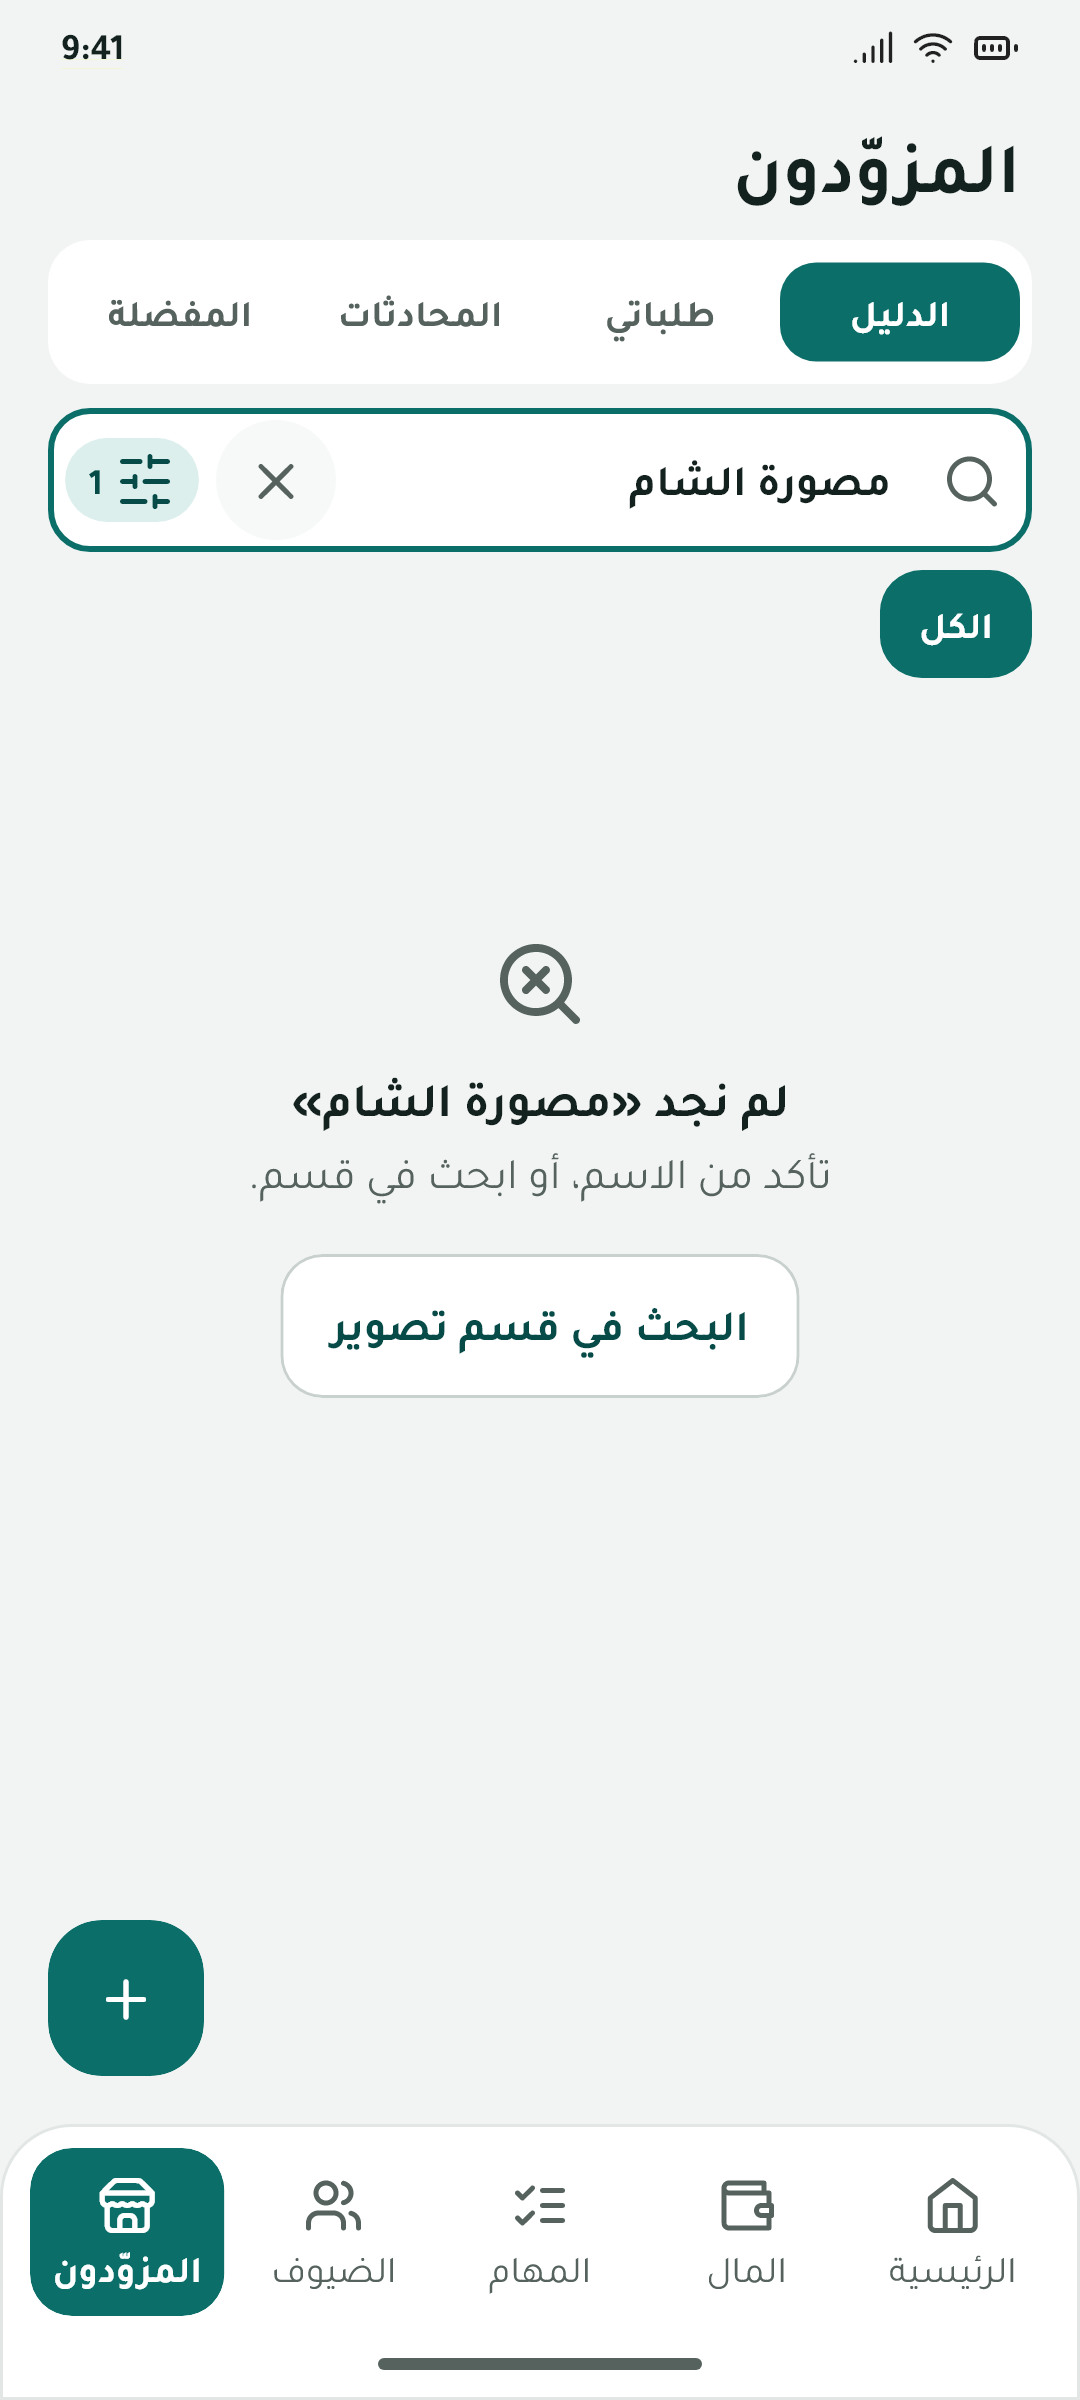 9:41
المزوّدون
الدليل
طلباتي
المحادثات
المفضلة
مصورة الشام
1
الكل
لم نجد «مصورة الشام»
تأكد من الاسم، أو ابحث في قسم.
البحث في قسم تصوير
الرئيسية
المال
المهام
الضيوف
المزوّدون